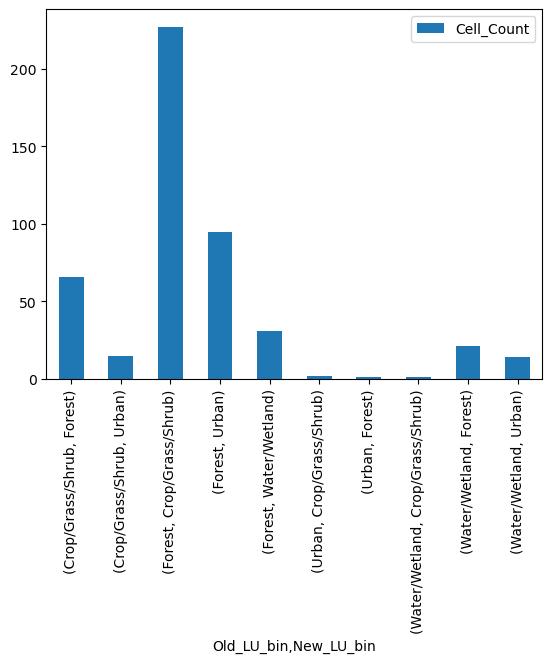 Cell_Count
200
150
100
50
0
(Crop/Grass/Shrub, Forest)
(Crop/Grass/Shrub, Urban)
(Forest, Crop/Grass/Shrub)
(Forest, Urban)
(Forest, Water/Wetland)
(Urban, Crop/Grass/Shrub)
(Urban, Forest)
(Water/Wetland, Crop/Grass/Shrub)
(Water/Wetland, Forest)
(Water/Wetland, Urban)
Old_LU_bin,New_LU_bin